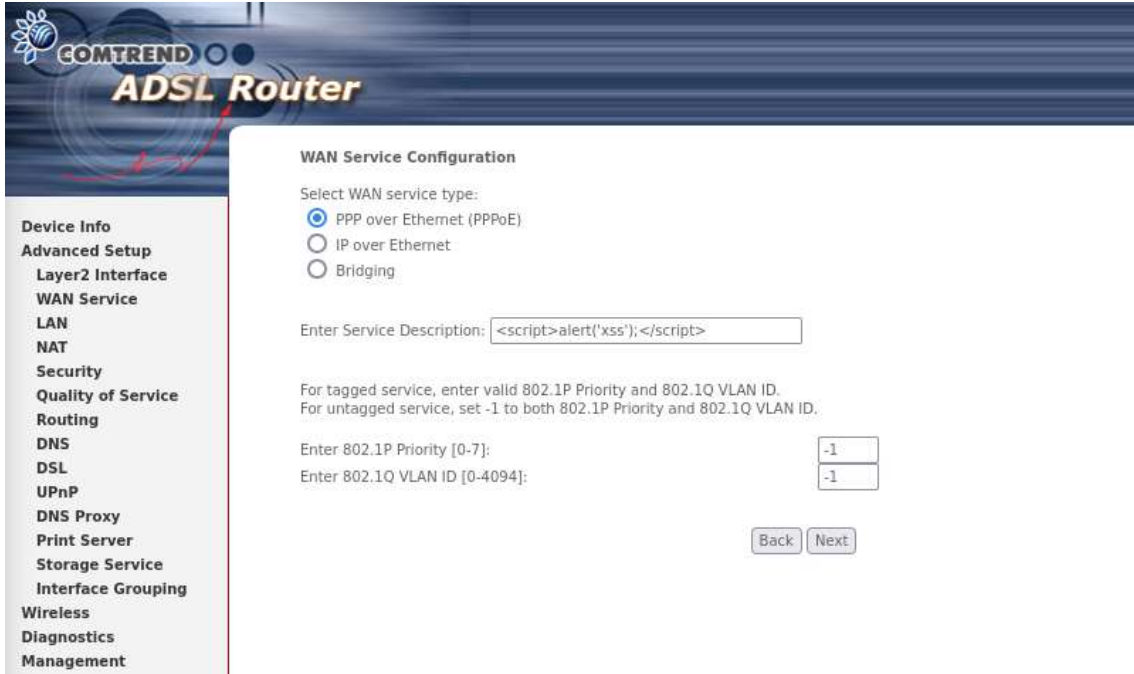 COMTREND
ADSL Router
Device Info
Advanced Setup
Layer2 Interface
WAN Service
LAN
NAT
Security
Quality of Service
Routing
DNS
DSL
UPnP
DNS Proxy
Print Server
Storage Service
Interface Grouping
Wireless
Diagnostics
Management
WAN Service Configuration
Select WAN service type:
PPP over Ethernet (PPPoE)
IP over Ethernet
Bridging
Enter Service Description: <script>alert('xss');</script>
For tagged service, enter valid 802.1P Priority and 802.1Q VLAN ID.
For untagged service, set -1 to both 802.1P Priority and 802.1Q VLAN ID.
Enter 802.1P Priority [0-7]: -1
Enter 802.1Q VLAN ID [0-4094]: -1
Back Next